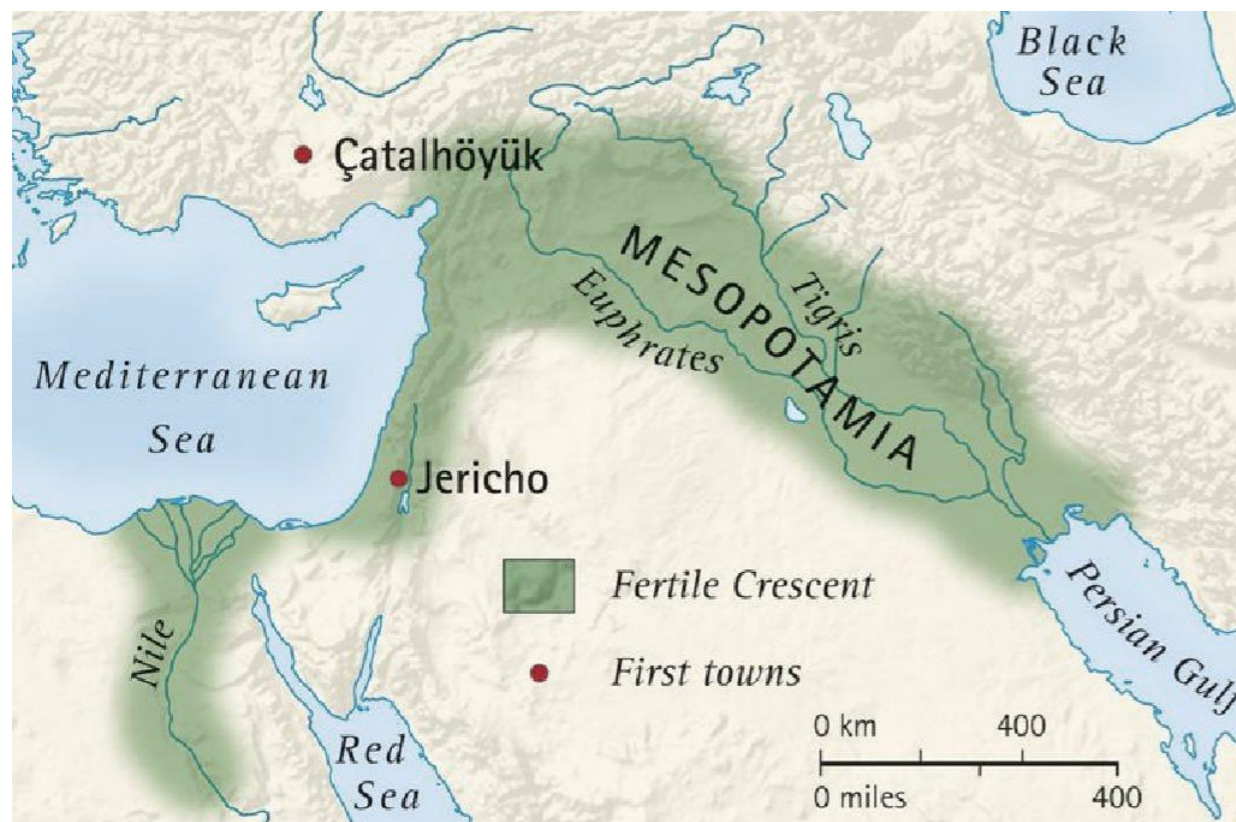 Black
Sea
Çatalhöyük
MESOPOTAMIA
Tigris
Euphrates
Mediterranean
Sea
Jericho
Fertile Crescent
Nile
First towns
Persian Gulf
Red
Sea
0 km 400
0 miles 400